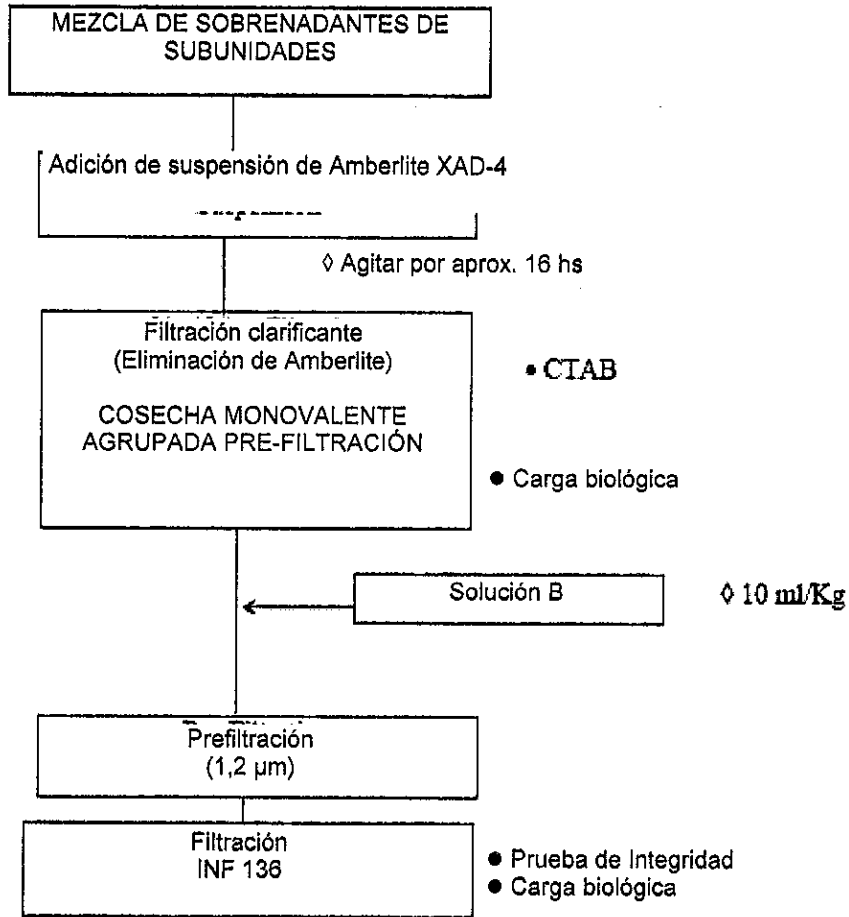 MEZCLA DE SOBRENADANTES DE
SUBUNIDADES
Adición de suspensión de Amberlite XAD-4
◊ Agitar por aprox. 16 hs
Filtración clarificante
(Eliminación de Amberlite)
• CTAB
COSECHA MONOVALENTE
AGRUPADA PRE-FILTRACIÓN
● Carga biológica
Solución B
◊ 10 ml/Kg
Prefiltración
(1,2 µm)
Filtración
INF 136
● Prueba de Integridad
● Carga biológica